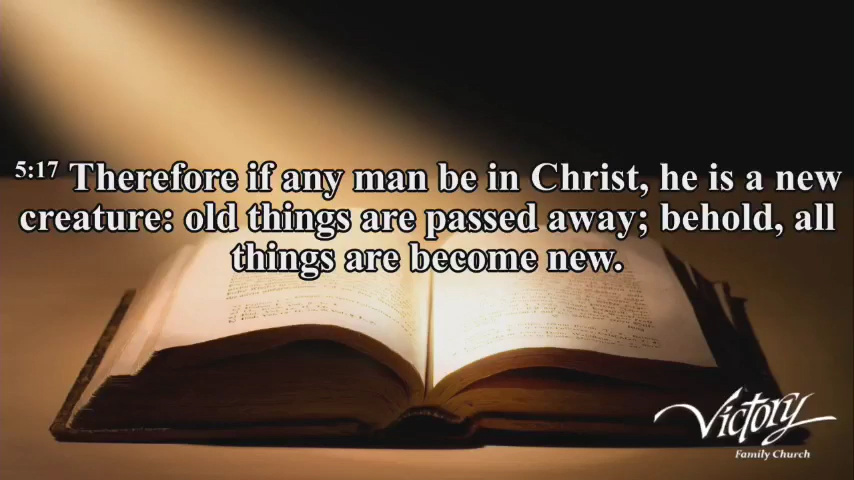 5:17 Therefore if any man be in Christ, he is a new
creature: old things are passed away; behold, all
things are become new.
Victory
Family Church